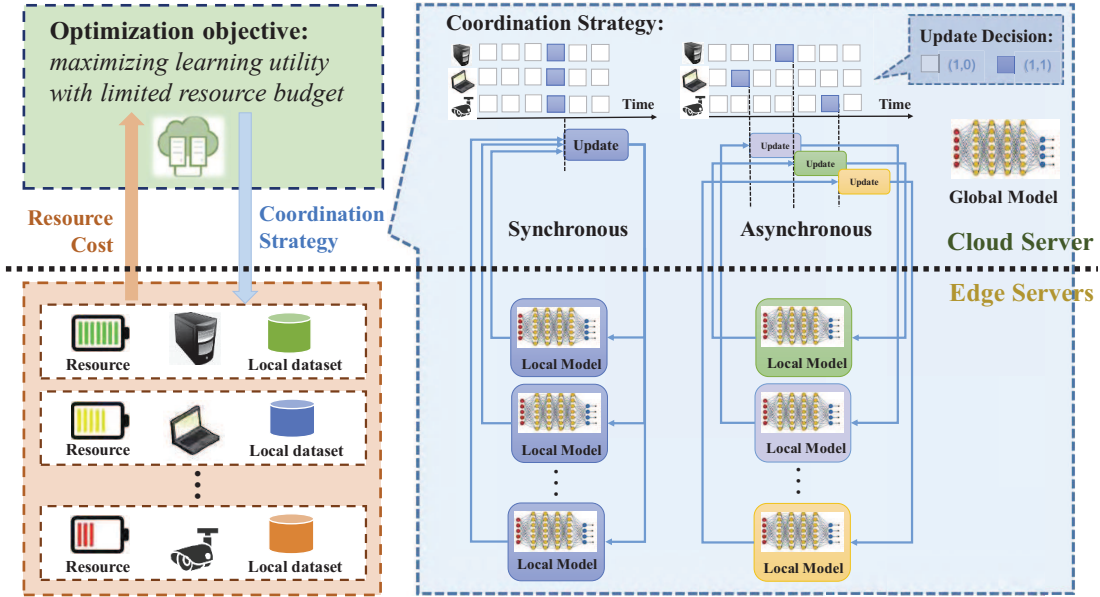 Optimization objective:
maximizing learning utility
with limited resource budget
Resource
Cost
Coordination
Strategy
Resource
Local dataset
Resource
Local dataset
Resource
Local dataset
Coordination Strategy:
Time
Update
Synchronous
Time
Update
Update
Update
Asynchronous
Update Decision:
(1,0)
(1,1)
Global Model
Cloud Server
Edge Servers
Local Model
Local Model
Local Model
Local Model
Local Model
Local Model